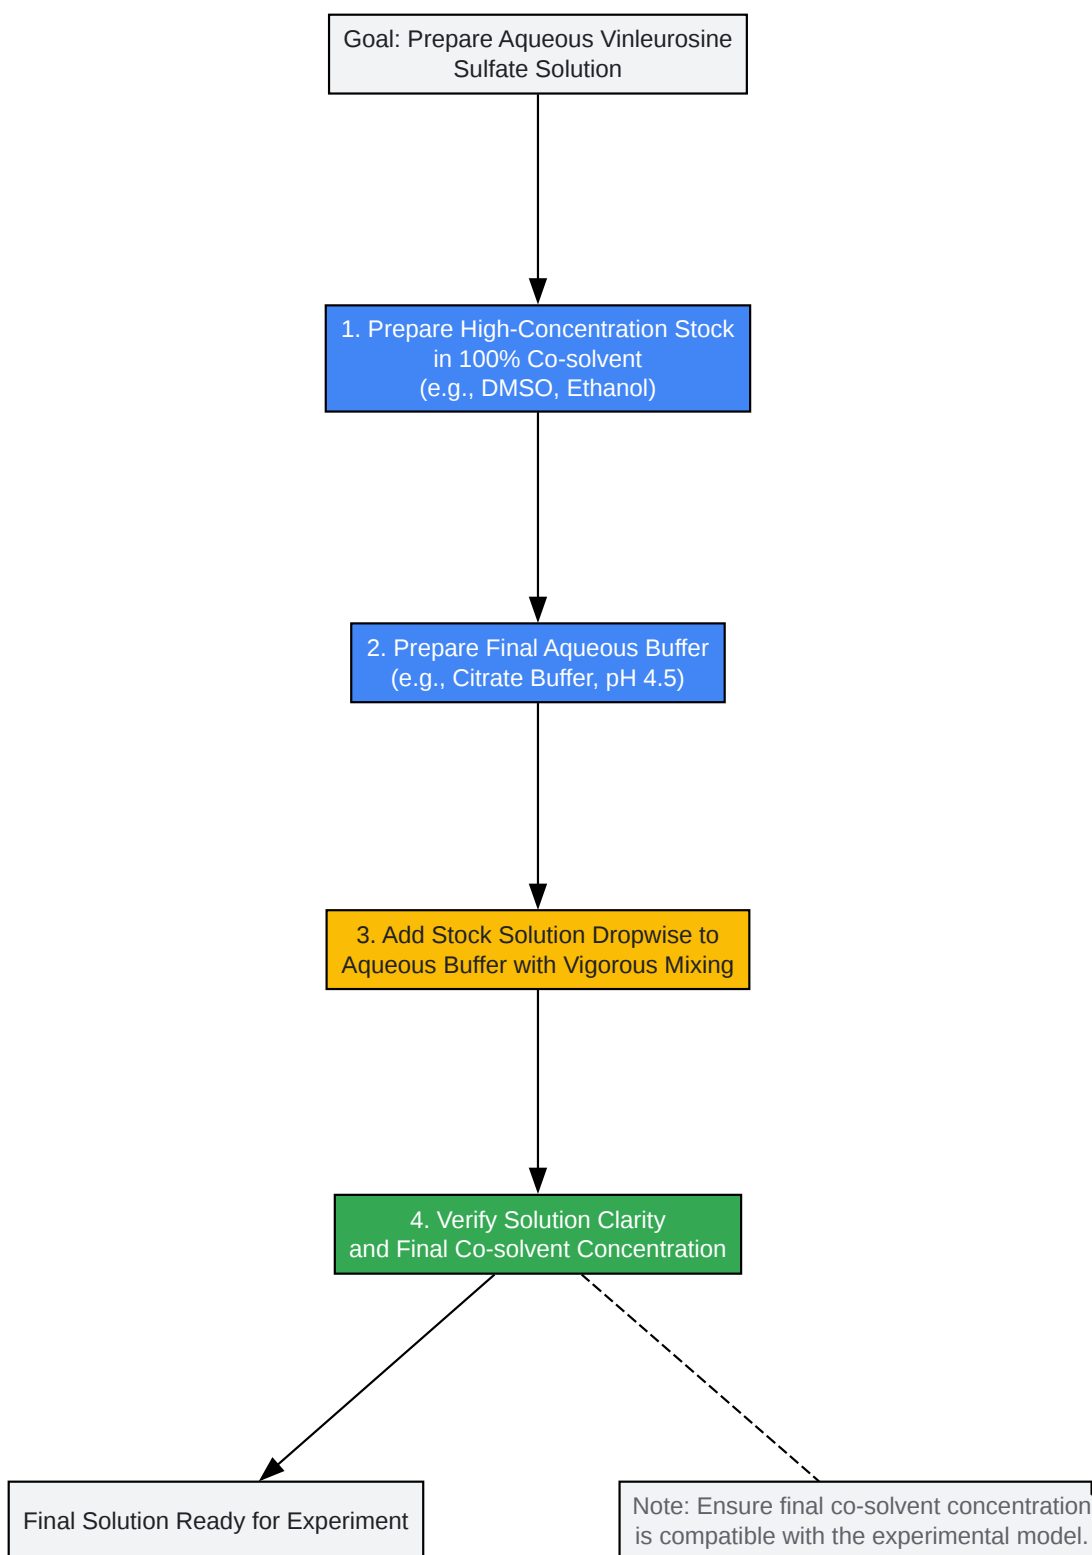 Goal: Prepare Aqueous Vinleurosine
Sulfate Solution
1. Prepare High-Concentration Stock
in 100% Co-solvent
(e.g., DMSO, Ethanol)
2. Prepare Final Aqueous Buffer
(e.g., Citrate Buffer, pH 4.5)
3. Add Stock Solution Dropwise to
Aqueous Buffer with Vigorous Mixing
4. Verify Solution Clarity
and Final Co-solvent Concentration
Final Solution Ready for Experiment
Note: Ensure final co-solvent concentration
is compatible with the experimental model.